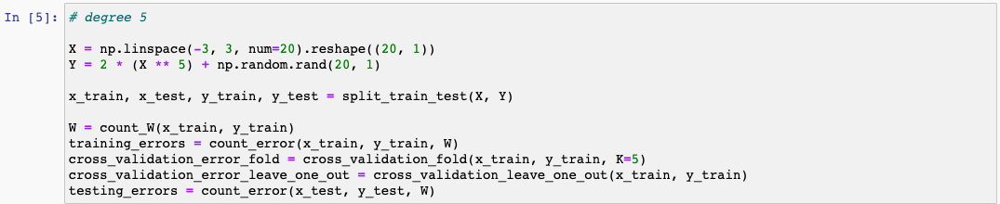 In [5]: # degree 5
X = np.linspace(-3, 3, num=20).reshape((20, 1))
Y = 2 * (X ** 5) + np.random.rand(20, 1)
x_train, x_test, y_train, y_test = split_train_test(X, Y)
W = count_W(x_train, y_train)
training_errors = count_error(x_train, y_train, W)
cross_validation_error_fold = cross_validation_fold(x_train, y_train, K=5)
cross_validation_error_leave_one_out = cross_validation_leave_one_out(x_train, y_train)
testing_errors = count_error(x_test, y_test, W)